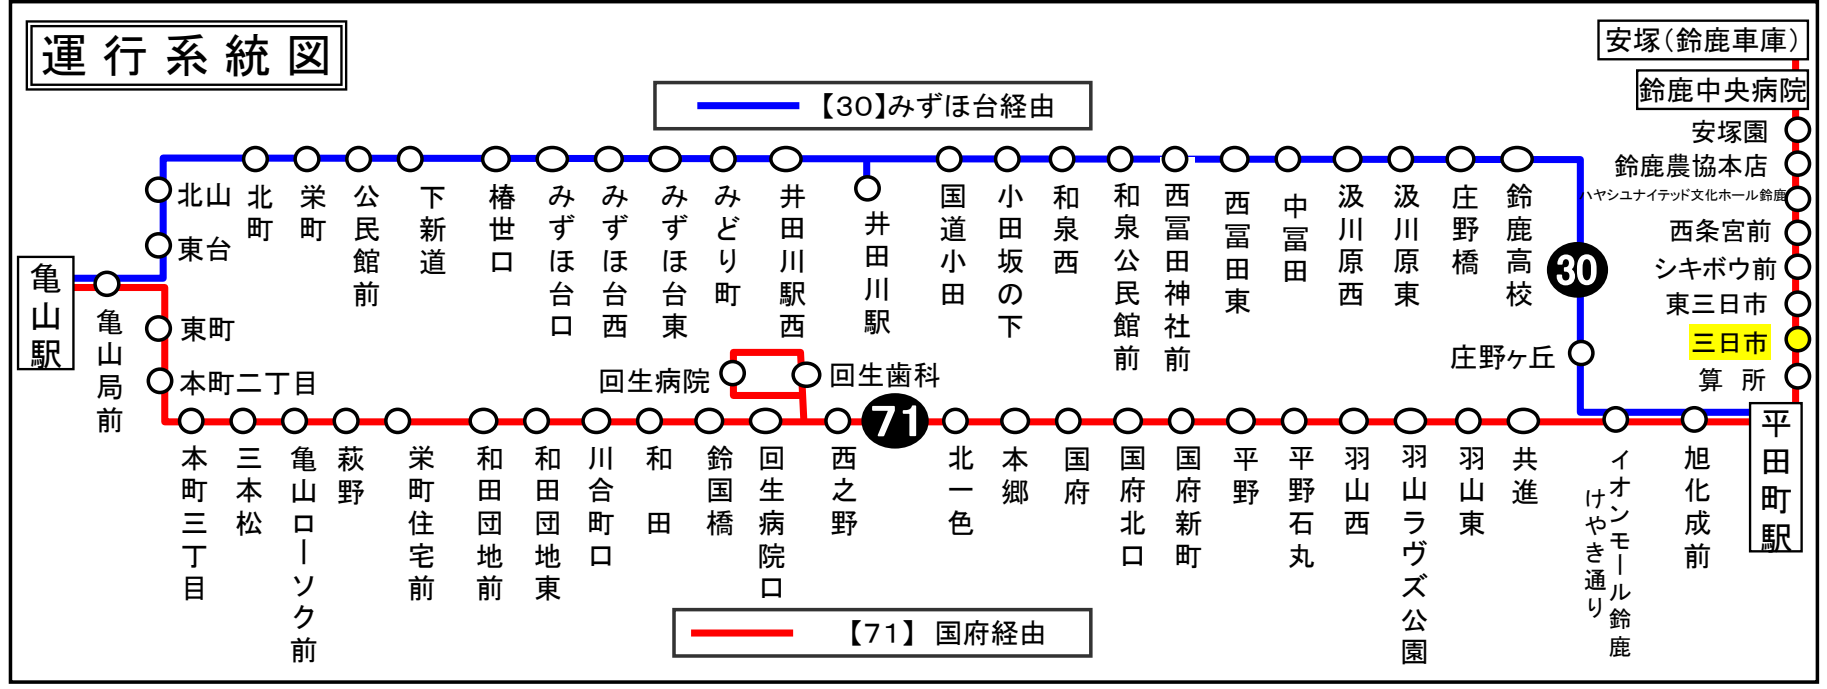 運行系統図
【30】みずほ台経由
安塚(鈴鹿車庫)
鈴鹿中央病院
安塚園
鈴鹿農協本店
ハヤシユナイテッド文化ホール鈴鹿
西条宮前
シキボウ前
東三日市
三日市
算 所
平田町駅
亀山駅
亀山局前
東台
北山
北町
栄町
公民館前
下新道
椿世口
みずほ台口
みずほ台西
みずほ台東
みどり町
井田川駅西
井田川駅
国道小田
小田坂の下
和泉西
和泉公民館前
西冨田神社前
西冨田東
中冨田
汲川原西
汲川原東
庄野橋
鈴鹿高校
30
庄野ヶ丘
東町
本町二丁目
本町三丁目
三本松
亀山ローソク前
萩野
栄町住宅前
和田団地前
和田団地東
川合町口
和 田
鈴国橋
回生病院口
回生病院
回生歯科
西之野
71
北一色
本郷
国府
国府北口
国府新町
平野
平野石丸
羽山西
羽山ラヴズ公園
羽山東
共進
イオンモール鈴鹿
けやき通り
旭化成前
【71】 国府経由